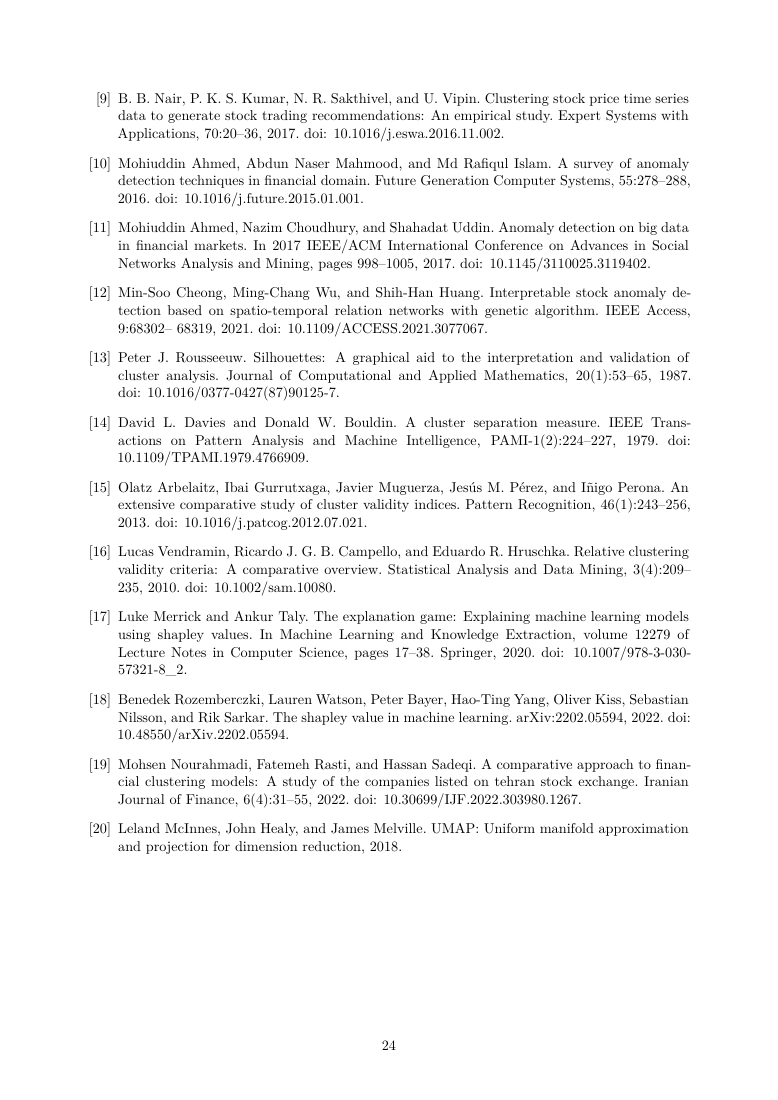 [9] B. B. Nair, P. K. S. Kumar, N. R. Sakthivel, and U. Vipin. Clustering stock price time series
data to generate stock trading recommendations: An empirical study. Expert Systems with
Applications, 70:20–36, 2017. doi: 10.1016/j.eswa.2016.11.002.
[10] Mohiuddin Ahmed, Abdun Naser Mahmood, and Md Rafiqul Islam. A survey of anomaly
detection techniques in financial domain. Future Generation Computer Systems, 55:278–288,
2016. doi: 10.1016/j.future.2015.01.001.
[11] Mohiuddin Ahmed, Nazim Choudhury, and Shahadat Uddin. Anomaly detection on big data
in financial markets. In 2017 IEEE/ACM International Conference on Advances in Social
Networks Analysis and Mining, pages 998–1005, 2017. doi: 10.1145/3110025.3119402.
[12] Min-Soo Cheong, Ming-Chang Wu, and Shih-Han Huang. Interpretable stock anomaly de-
tection based on spatio-temporal relation networks with genetic algorithm. IEEE Access,
9:68302– 68319, 2021. doi: 10.1109/ACCESS.2021.3077067.
[13] Peter J. Rousseeuw. Silhouettes: A graphical aid to the interpretation and validation of
cluster analysis. Journal of Computational and Applied Mathematics, 20(1):53–65, 1987.
doi: 10.1016/0377-0427(87)90125-7.
[14] David L. Davies and Donald W. Bouldin. A cluster separation measure. IEEE Trans-
actions on Pattern Analysis and Machine Intelligence, PAMI-1(2):224–227, 1979. doi:
10.1109/TPAMI.1979.4766909.
[15] Olatz Arbelaitz, Ibai Gurrutxaga, Javier Muguerza, Jesús M. Pérez, and Iñigo Perona. An
extensive comparative study of cluster validity indices. Pattern Recognition, 46(1):243–256,
2013. doi: 10.1016/j.patcog.2012.07.021.
[16] Lucas Vendramin, Ricardo J. G. B. Campello, and Eduardo R. Hruschka. Relative clustering
validity criteria: A comparative overview. Statistical Analysis and Data Mining, 3(4):209–
235, 2010. doi: 10.1002/sam.10080.
[17] Luke Merrick and Ankur Taly. The explanation game: Explaining machine learning models
using shapley values. In Machine Learning and Knowledge Extraction, volume 12279 of
Lecture Notes in Computer Science, pages 17–38. Springer, 2020. doi: 10.1007/978-3-030-
57321-8_2.
[18] Benedek Rozemberczki, Lauren Watson, Peter Bayer, Hao-Ting Yang, Oliver Kiss, Sebastian
Nilsson, and Rik Sarkar. The shapley value in machine learning. arXiv:2202.05594, 2022. doi:
10.48550/arXiv.2202.05594.
[19] Mohsen Nourahmadi, Fatemeh Rasti, and Hassan Sadeqi. A comparative approach to finan-
cial clustering models: A study of the companies listed on tehran stock exchange. Iranian
Journal of Finance, 6(4):31–55, 2022. doi: 10.30699/IJF.2022.303980.1267.
[20] Leland McInnes, John Healy, and James Melville. UMAP: Uniform manifold approximation
and projection for dimension reduction, 2018.
24